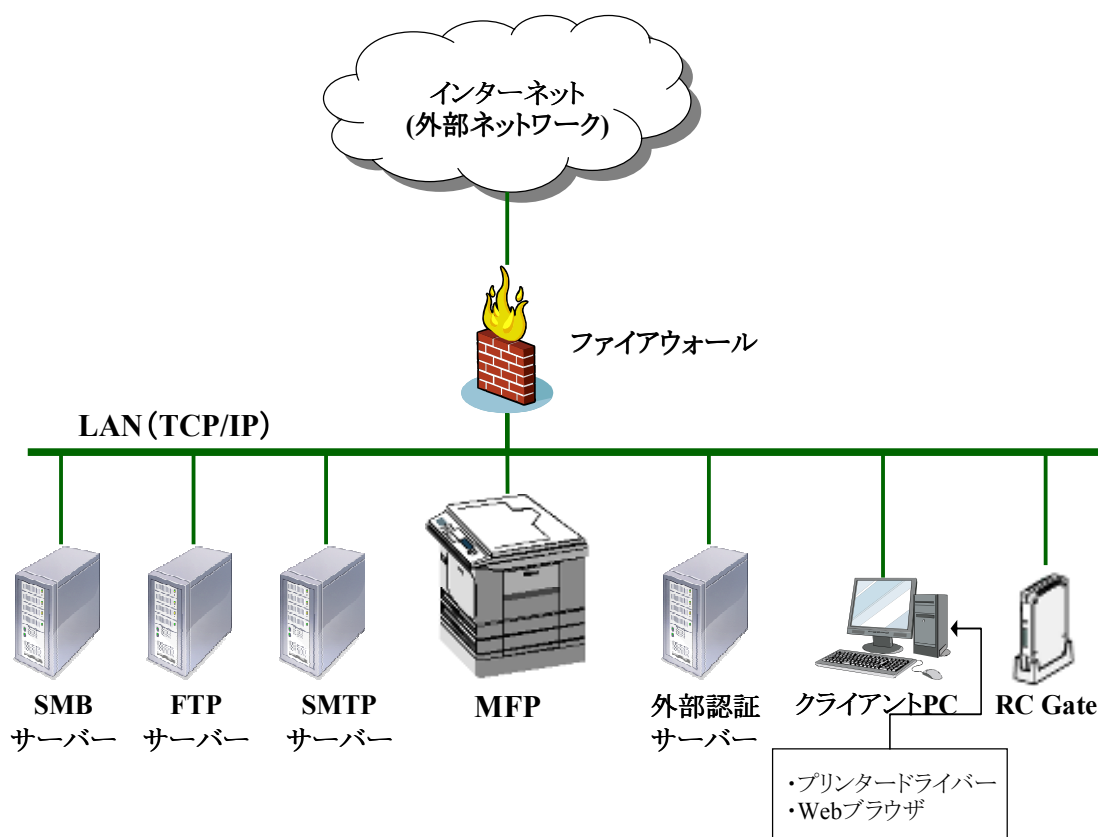 インターネット
(外部ネットワーク)
ファイアウォール
LAN（TCP/IP）
SMB
サーバー
FTP
サーバー
SMTP
サーバー
MFP
外部認証
サーバー
クライアントPC
RC Gate
・プリンタードライバー
・Webブラウザ